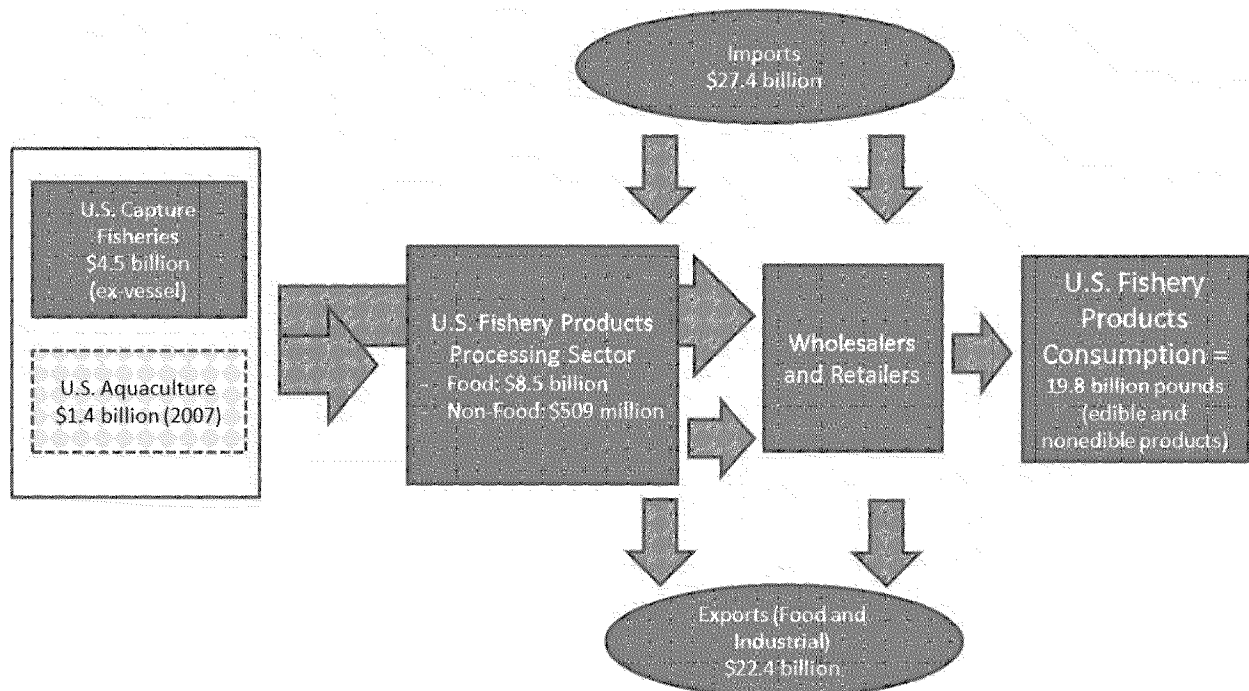 Imports
$27.4 billion
U.S. Capture
Fisheries
$4.5 billion
(ex-vessel)
U.S. Aquaculture
$1.4 billion (2007)
U.S. Fishery Products
Processing Sector
- Food: $8.5 billion
- Non-Food: $509 million
Wholesalers
and Retailers
U.S. Fishery
Products
Consumption =
19.8 billion pounds
(edible and
nonedible products)
Exports (Food and
Industrial)
$22.4 billion